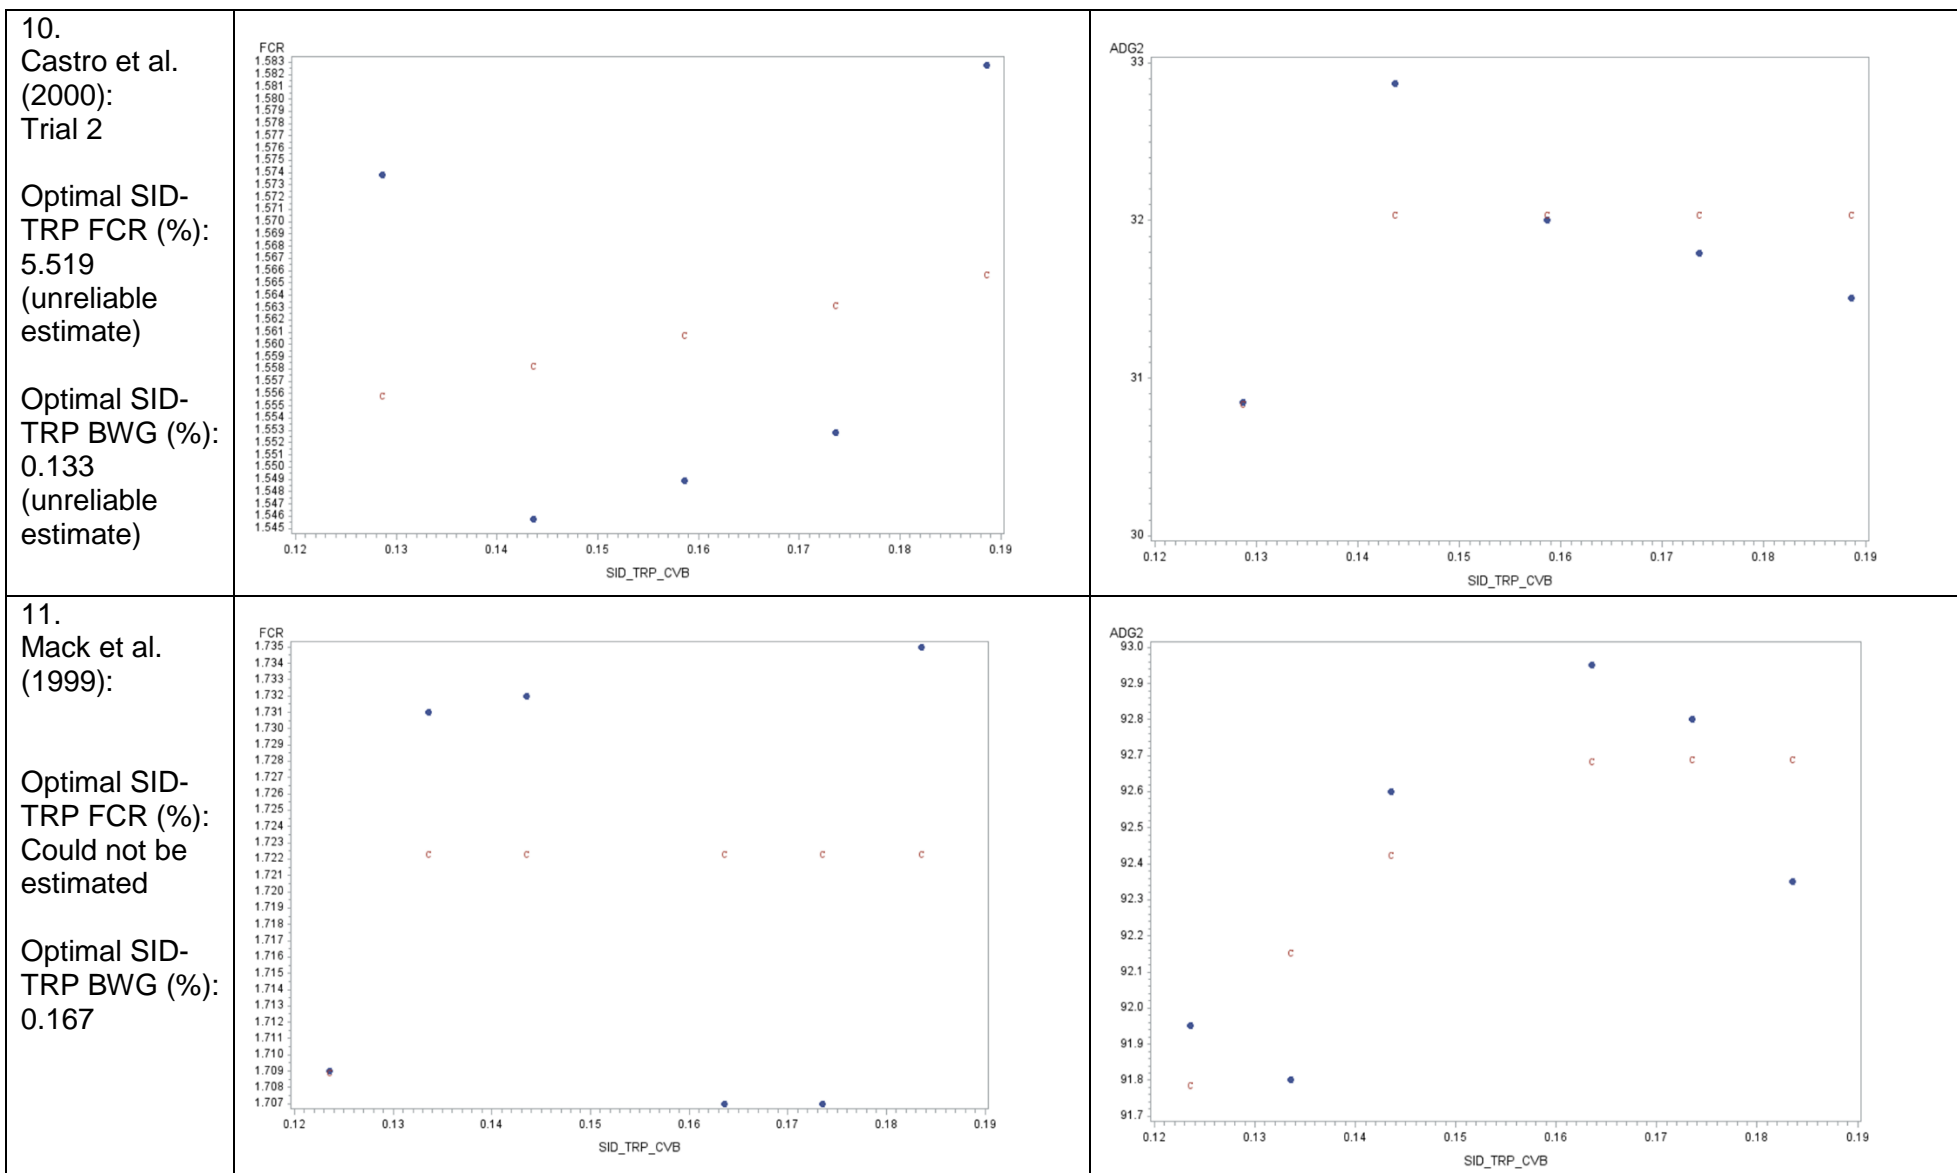 10.
Castro et al.
(2000):
Trial 2
Optimal SID-
TRP FCR (%):
5.519
(unreliable
estimate)
Optimal SID-
TRP BWG (%):
0.133
(unreliable
estimate)
FCR
1.583
1.582
1.581
1.580
1.579
1.578
1.577
1.576
1.575
1.574
1.573
1.572
1.571
1.570
1.569
1.568
1.567
1.566
1.565
1.564
1.563
1.562
1.561
1.560
1.559
1.558
1.557
1.556
1.555
1.554
1.553
1.552
1.551
1.550
1.549
1.548
1.547
1.546
1.545
c
c
c
c
c
0.12 0.13 0.14 0.15 0.16 0.17 0.18 0.19
SID_TRP_CVB
ADG2
33
32
31
30
c
c
c
c
c
0.12 0.13 0.14 0.15 0.16 0.17 0.18 0.19
SID_TRP_CVB
11.
Mack et al.
(1999):
Optimal SID-
TRP FCR (%):
Could not be
estimated
Optimal SID-
TRP BWG (%):
0.167
FCR
1.735
1.734
1.733
1.732
1.731
1.730
1.729
1.728
1.727
1.726
1.725
1.724
1.723
1.722
1.721
1.720
1.719
1.718
1.717
1.716
1.715
1.714
1.713
1.712
1.711
1.710
1.709
1.708
1.707
c
c
c
c
c
c
0.12 0.13 0.14 0.15 0.16 0.17 0.18 0.19
SID_TRP_CVB
ADG2
93.0
92.9
92.8
92.7
92.6
92.5
92.4
92.3
92.2
92.1
92.0
91.9
91.8
91.7
c
c
c
c
c
c
0.12 0.13 0.14 0.15 0.16 0.17 0.18 0.19
SID_TRP_CVB